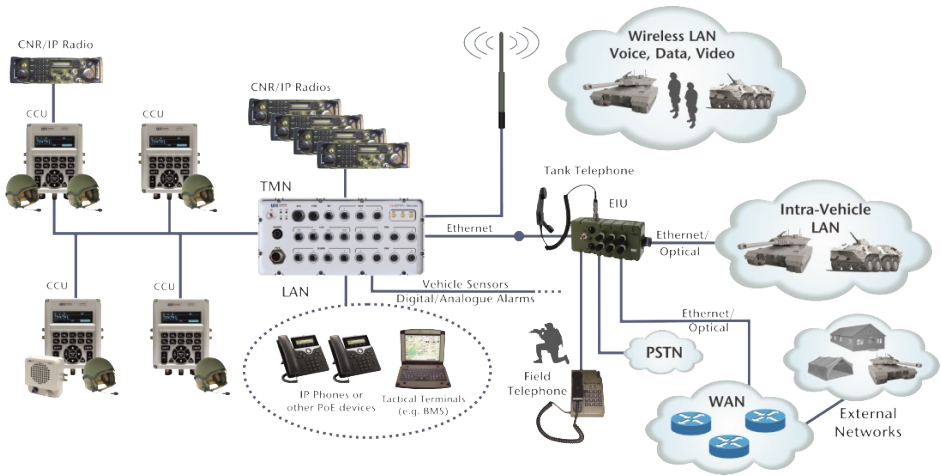 CNR/IP Radio
CCU
CCU
CNR/IP Radios
Wireless LAN
Voice, Data, Video
Tank Telephone
EIU
TMN
Ethernet
Ethernet/
Optical
Intra-Vehicle
LAN
CCU
CCU
LAN
Vehicle Sensors
Digital/Analogue Alarms
Ethernet/
Optical
PSTN
IP Phones or
other PoE devices
Tactical Terminals
(e.g. BMS)
Field
Telephone
WAN
External
Networks